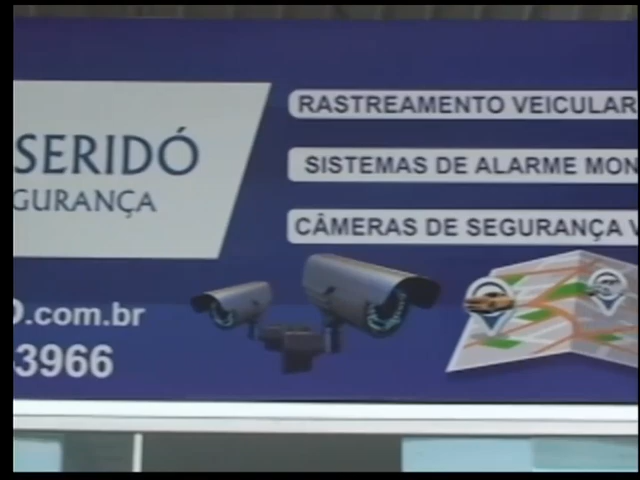 SERIDÓ
GURANÇA
.com.br
3966
RASTREAMENTO VEICULAR
SISTEMAS DE ALARME MON
CÂMERAS DE SEGURANÇA V